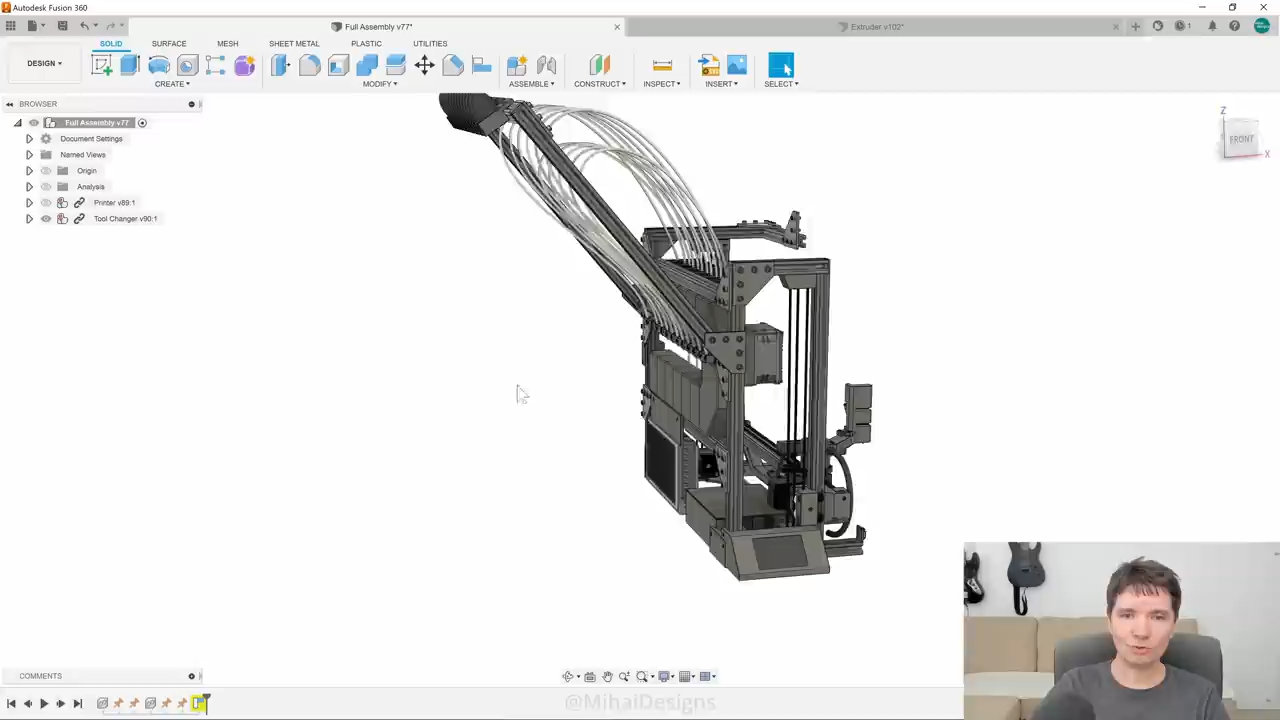 Autodesk Fusion 360
Full Assembly v77*
Extruder v102*
1
DESIGN
SOLID
SURFACE
MESH
SHEET METAL
PLASTIC
UTILITIES
CREATE
MODIFY
ASSEMBLE
CONSTRUCT
INSPECT
INSERT
SELECT
BROWSER
Full Assembly v77
Document Settings
Named Views
Origin
Analysis
Printer v89:1
Tool Changer v90:1
Z
FRONT
X
COMMENTS
@MihaiDesigns